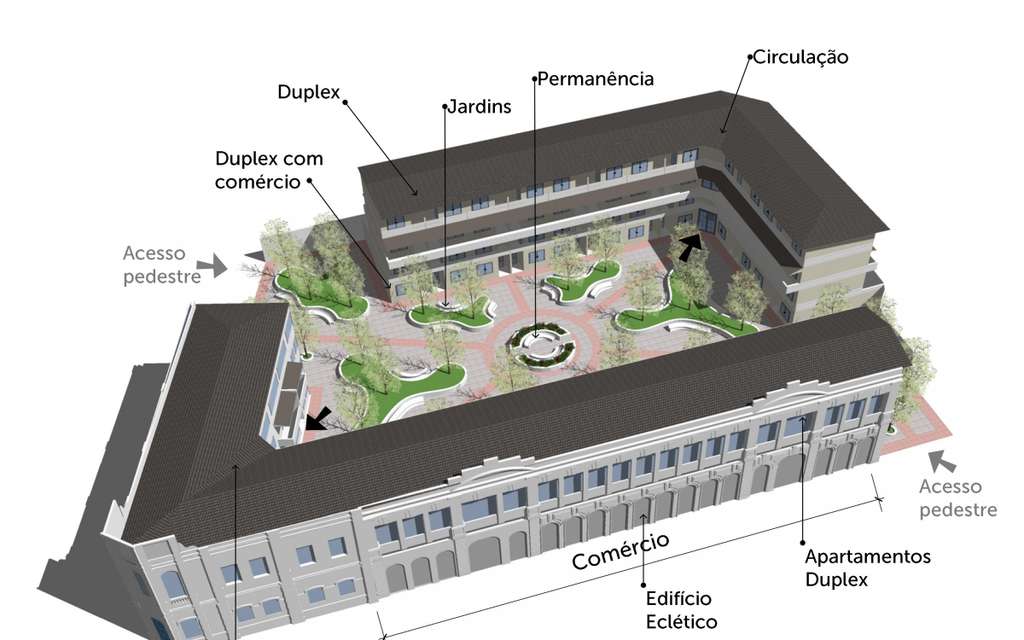 Circulação
Permanência
Duplex
Jardins
Duplex com
comércio
Acesso
pedestre
Acesso
pedestre
Comércio
Apartamentos
Duplex
Edifício
Eclético